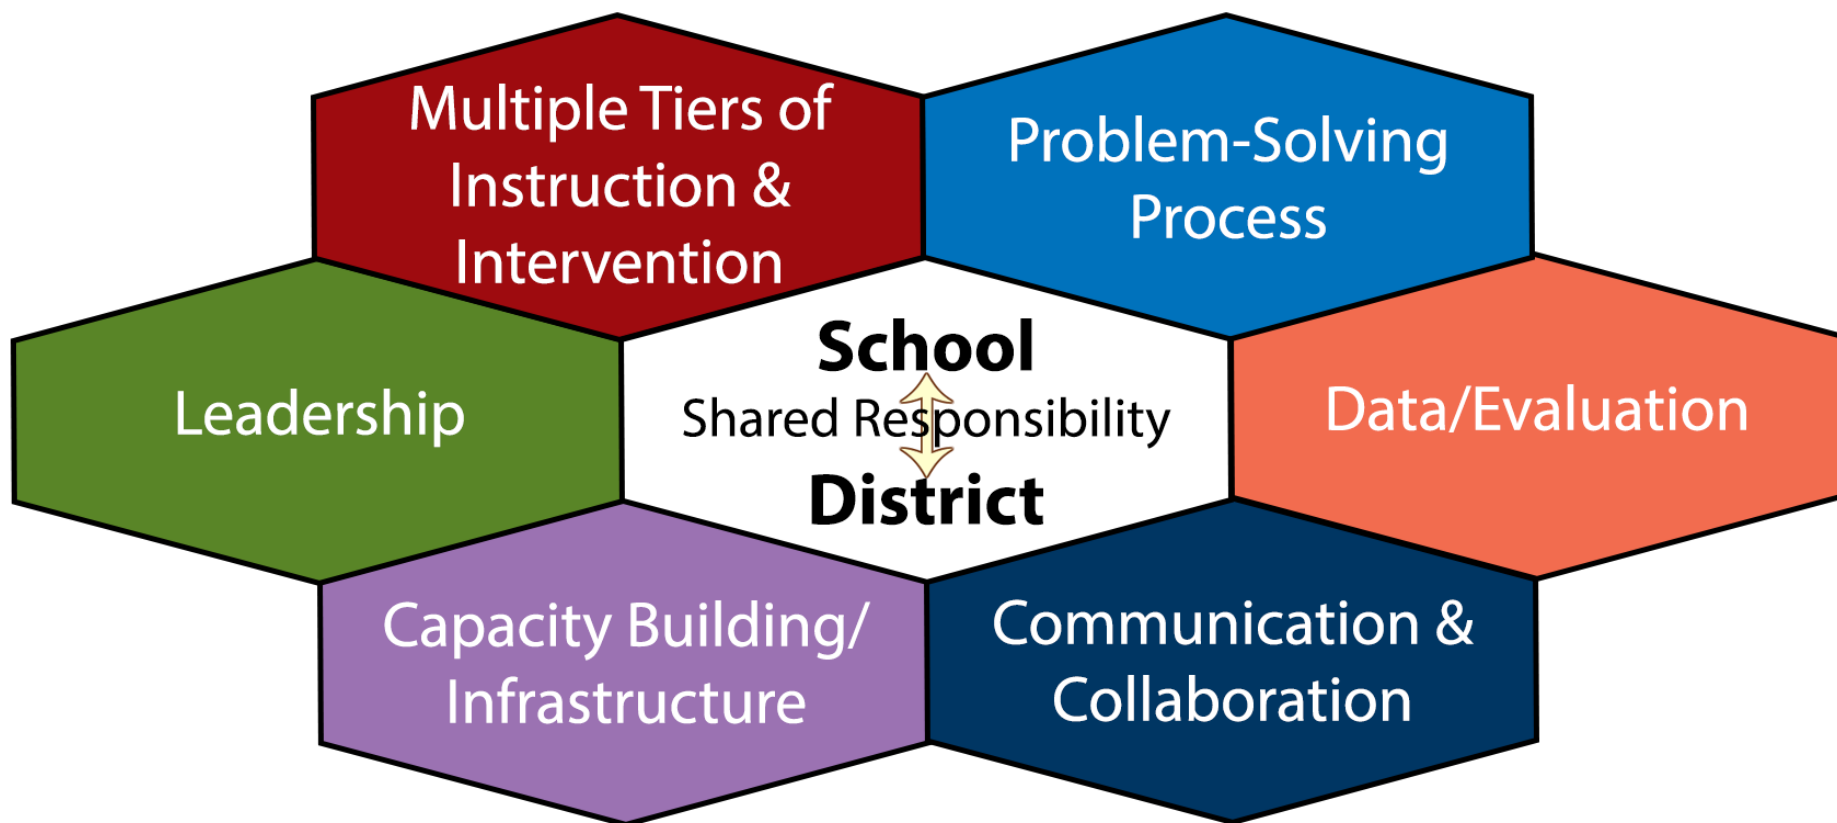 Multiple Tiers of
Instruction &
Intervention
Problem-Solving
Process
Leadership
School
Shared Responsibility
District
Data/Evaluation
Capacity Building/
Infrastructure
Communication &
Collaboration